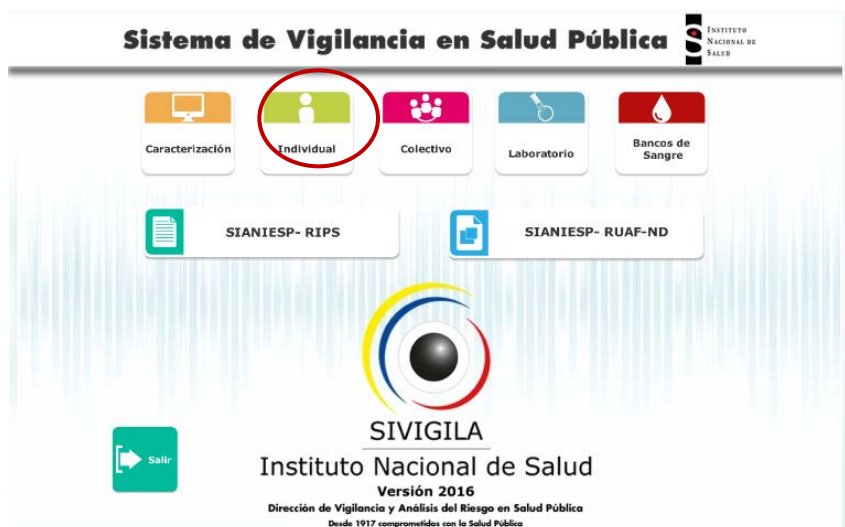 Sistema de Vigilancia en Salud Pública
INSTITUTO
NACIONAL DE
SALUD
Caracterización
Individual
Colectivo
Laboratorio
Bancos de
Sangre
SIANIESP- RIPS
SIANIESP- RUAF-ND
SIVIGILA
Instituto Nacional de Salud
Versión 2016
Dirección de Vigilancia y Análisis del Riesgo en Salud Pública
Desde 1917 comprometidos con la Salud Pública
Salir